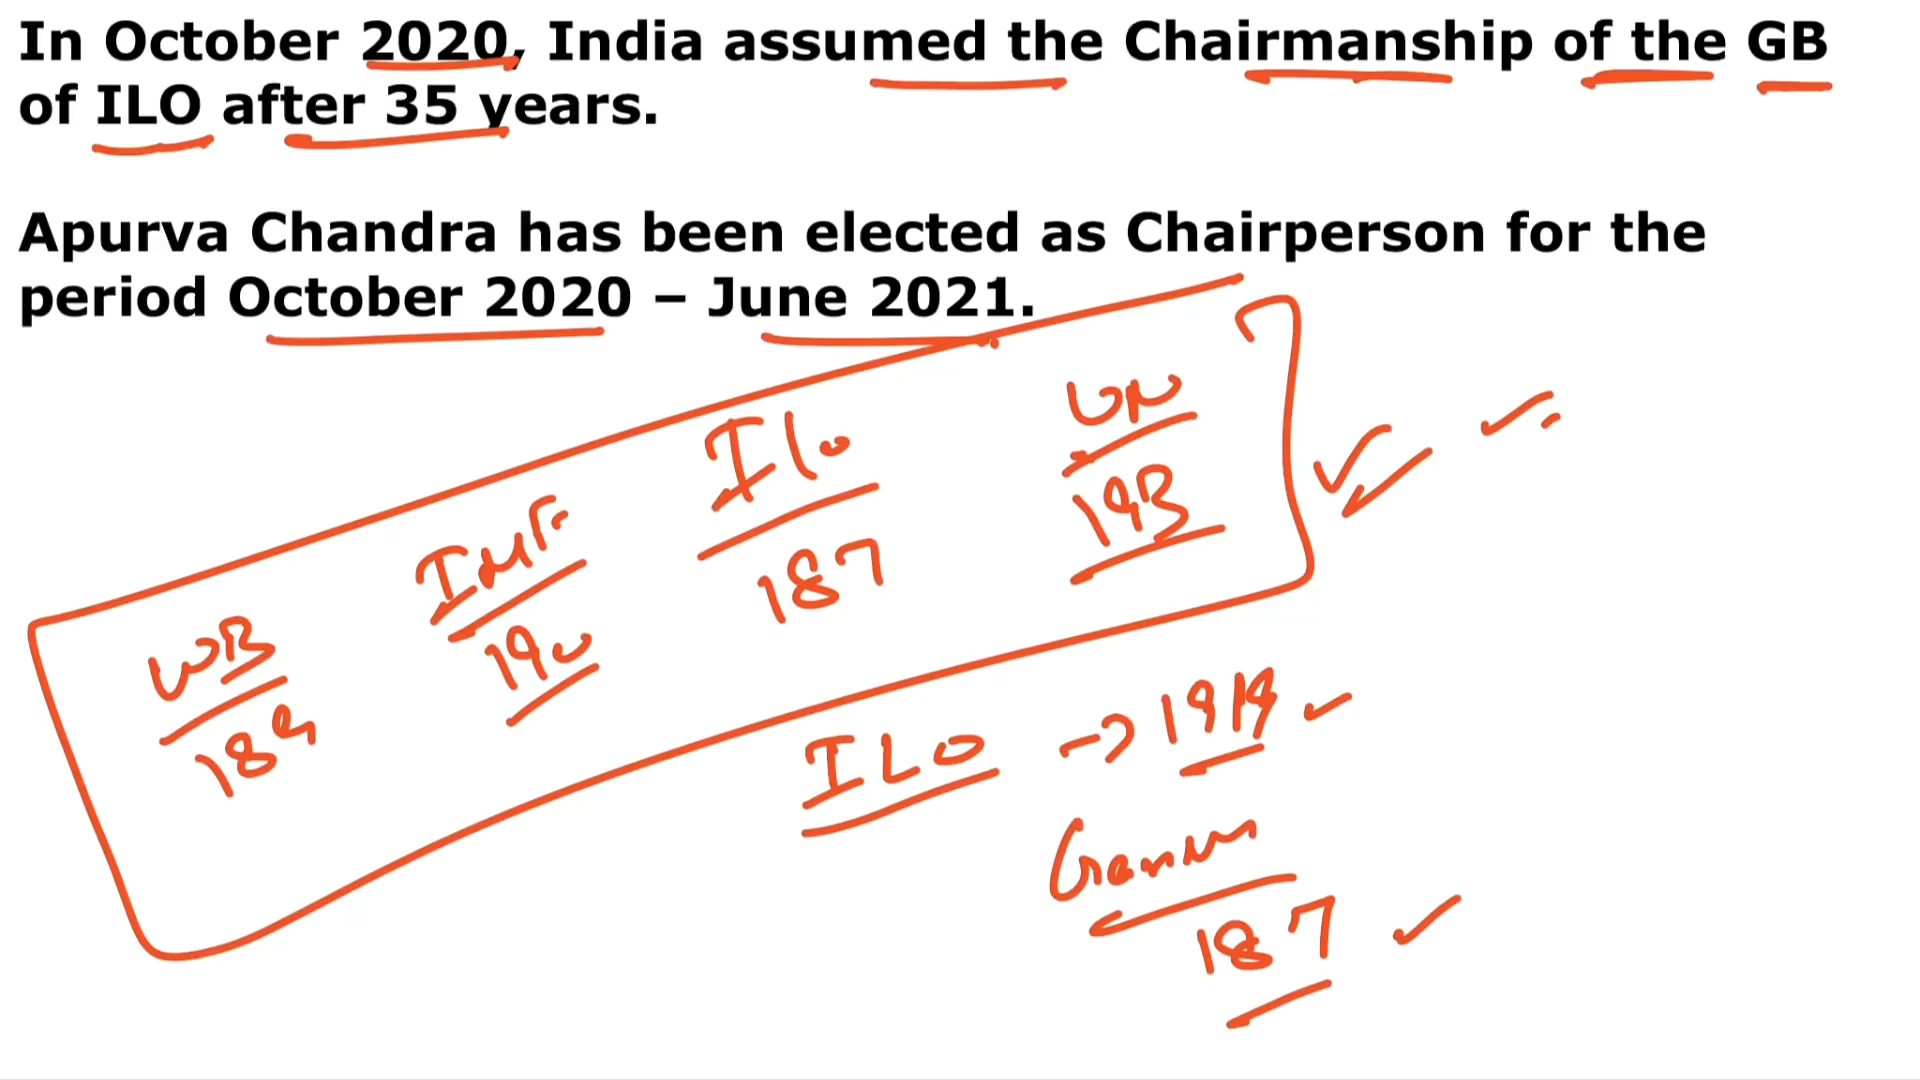 In October 2020, India assumed the Chairmanship of the GB
of ILO after 35 years.
Apurva Chandra has been elected as Chairperson for the
period October 2020 – June 2021.
WB
189
IMF
190
Ilo
187
UN
193
ILO → 1919
187